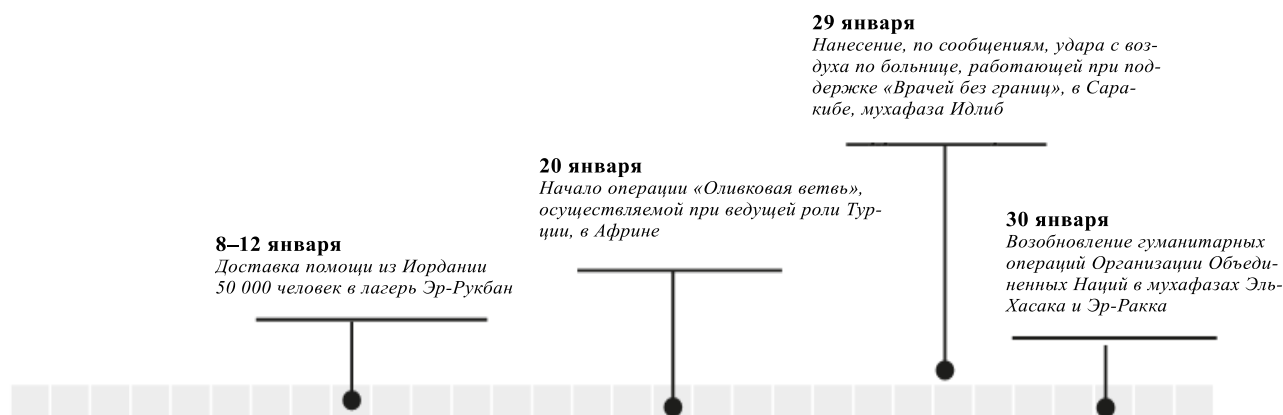 29 января
Нанесение, по сообщениям, удара с воз-
духа по больнице, работающей при под-
держке «Врачей без границ», в Сара-
кибе, мухафаза Идлиб
20 января
Начало операции «Оливковая ветвь»,
осуществляемой при ведущей роли Тур-
ции, в Африне
30 января
Возобновление гуманитарных
операций Организации Объеди-
ненных Наций в мухафазах Эль-
Хасака и Эр-Ракка
8–12 января
Доставка помощи из Иордании
50 000 человек в лагерь Эр-Рукбан